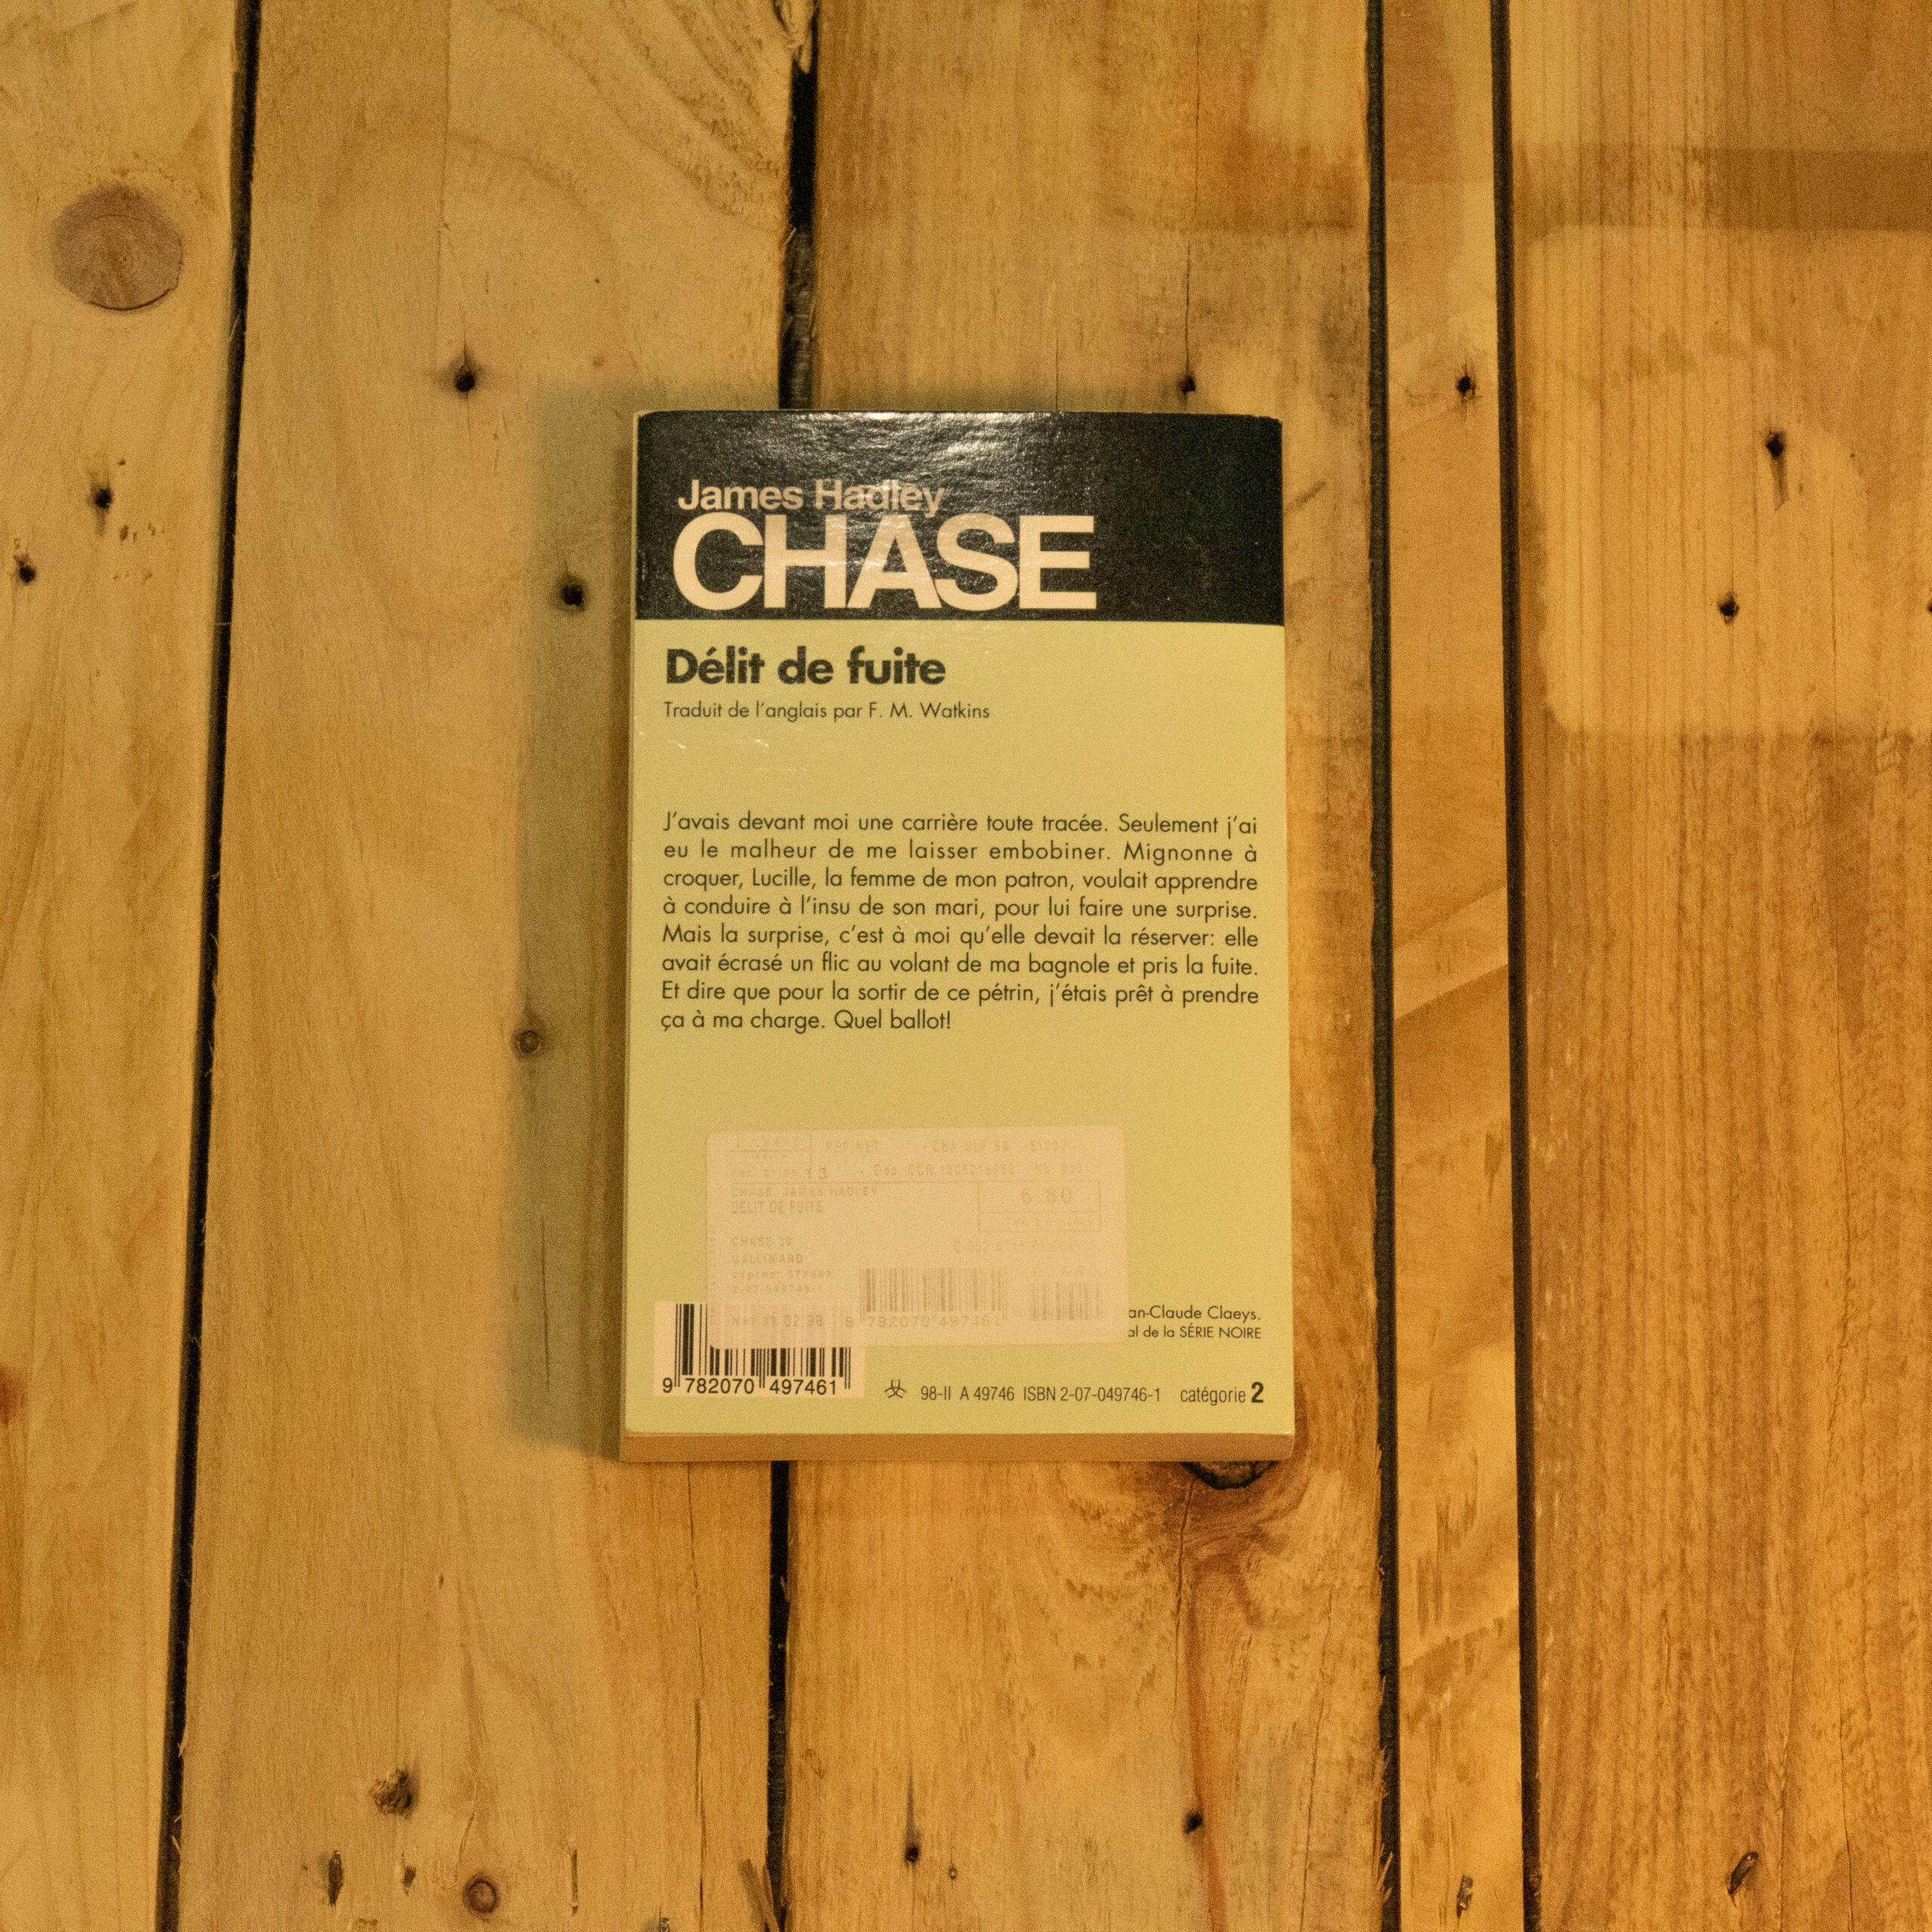 James Hadley
CHASE
Délit de fuite
Traduit de l'anglais par F. M. Watkins
J'avais devant moi une carrière toute tracée. Seulement j'ai
eu le malheur de me laisser embobiner. Mignonne à
croquer, Lucille, la femme de mon patron, voulait apprendre
à conduire à l'insu de son mari, pour lui faire une surprise.
Mais la surprise, c'est à moi qu'elle devait la réserver: elle
avait écrasé un flic au volant de ma bagnole et pris la fuite.
Et dire que pour la sortir de ce pétrin, j'étais prêt à prendre
ça à ma charge. Quel ballot!
CHASE, JAMES HADLEY
6.80
DELIT DE FUITE
GALLIMARD
an-Claude Claeys.
9 782070 497461
al de la SÉRIE NOIRE
9 782070 497461
98-II A 49746 ISBN 2-07-049746-1 catégorie 2